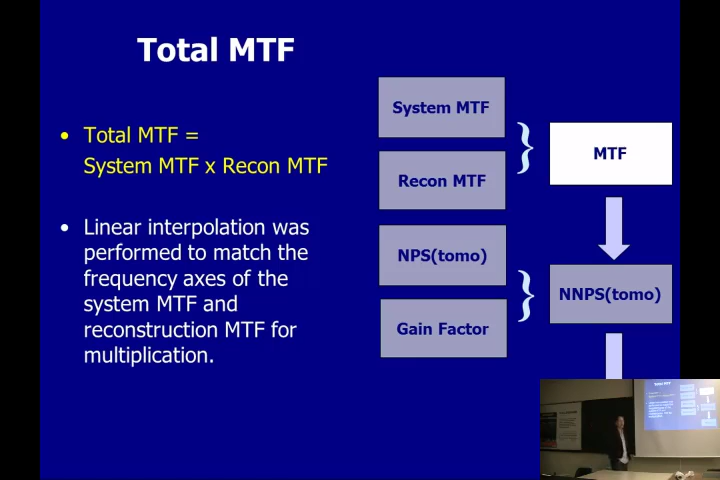 Total MTF
• Total MTF =
System MTF x Recon MTF
• Linear interpolation was
performed to match the
frequency axes of the
system MTF and
reconstruction MTF for
multiplication.
System MTF
Recon MTF
NPS(tomo)
Gain Factor
}
}
MTF
NNPS(tomo)